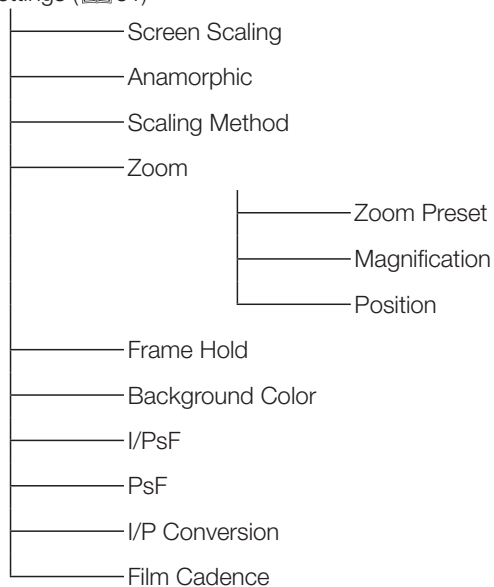 Screen Scaling
Anamorphic
Scaling Method
Zoom
Zoom Preset
Magnification
Position
Frame Hold
Background Color
I/PsF
PsF
I/P Conversion
Film Cadence